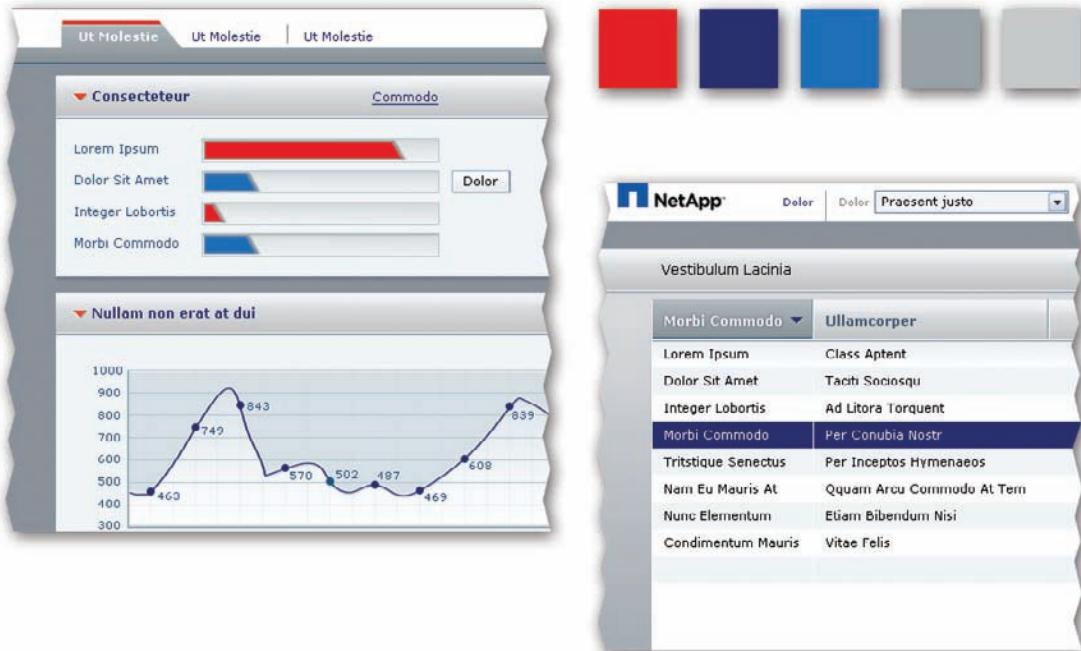 Ut Molestie Ut Molestie Ut Molestie
Consecteteur Commodo
Lorem Ipsum
Dolor Sit Amet Dolor
Integer Lobortis
Morbi Commodo
Nullam non erat at dui
1000
900
800
700
600
500
400
300
460
749
843
570
502
487
469
608
839
NetApp Dolor Dolor Praesent justo
Vestibulum Lacinia
Morbi Commodo Ullamcorper
Lorem Ipsum Class Aptent
Dolor Sit Amet Taciti Sociosqu
Integer Lobortis Ad Litora Torquent
Morbi Commodo Per Conubia Nostr
Tritstique Senectus Per Inceptos Hymenaeos
Nam Eu Mauris At Qquam Arcu Commodo At Tem
Nunc Elementum Etiam Bibendum Nisi
Condimentum Mauris Vitae Felis